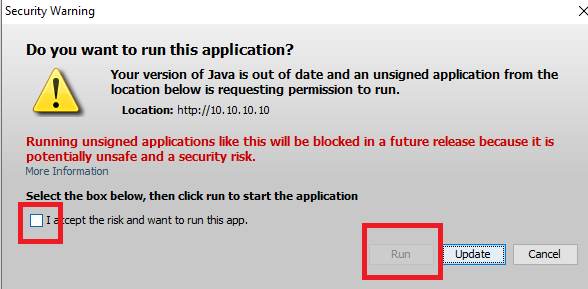 Security Warning
Do you want to run this application?
Your version of Java is out of date and an unsigned application from the
location below is requesting permission to run.
Location: http://10.10.10.10
Running unsigned applications like this will be blocked in a future release because it is
potentially unsafe and a security risk.
More Information
Select the box below, then click run to start the application
I accept the risk and want to run this app.
Run Update Cancel